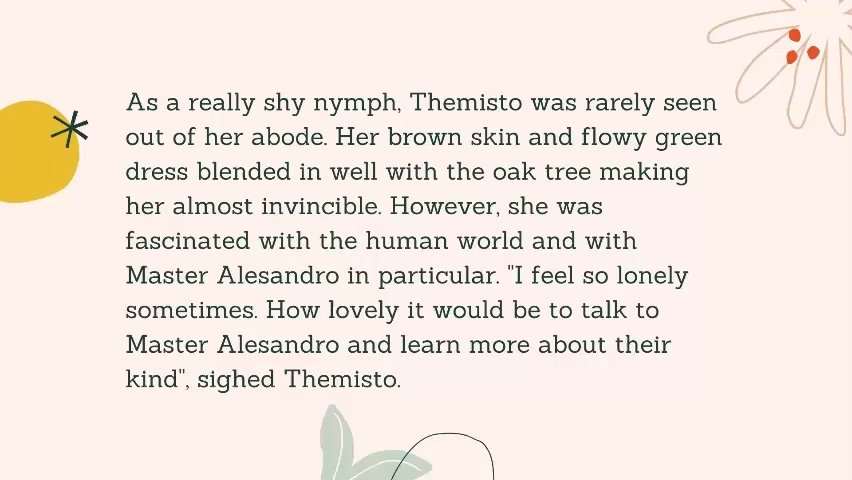 As a really shy nymph, Themisto was rarely seen
out of her abode. Her brown skin and flowy green
dress blended in well with the oak tree making
her almost invincible. However, she was
fascinated with the human world and with
Master Alesandro in particular. "I feel so lonely
sometimes. How lovely it would be to talk to
Master Alesandro and learn more about their
kind", sighed Themisto.